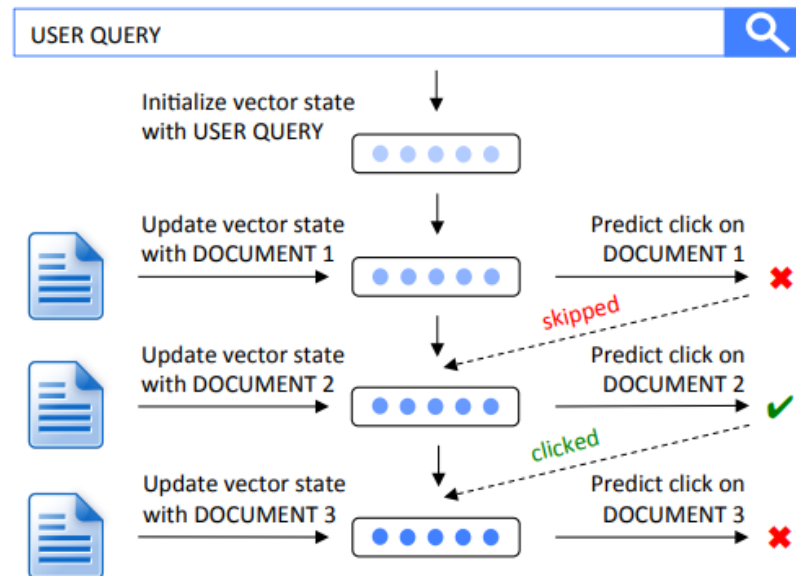 USER QUERY
Initialize vector state
with USER QUERY
Update vector state
with DOCUMENT 1
Predict click on
DOCUMENT 1
skipped
Update vector state
with DOCUMENT 2
Predict click on
DOCUMENT 2
clicked
Update vector state
with DOCUMENT 3
Predict click on
DOCUMENT 3